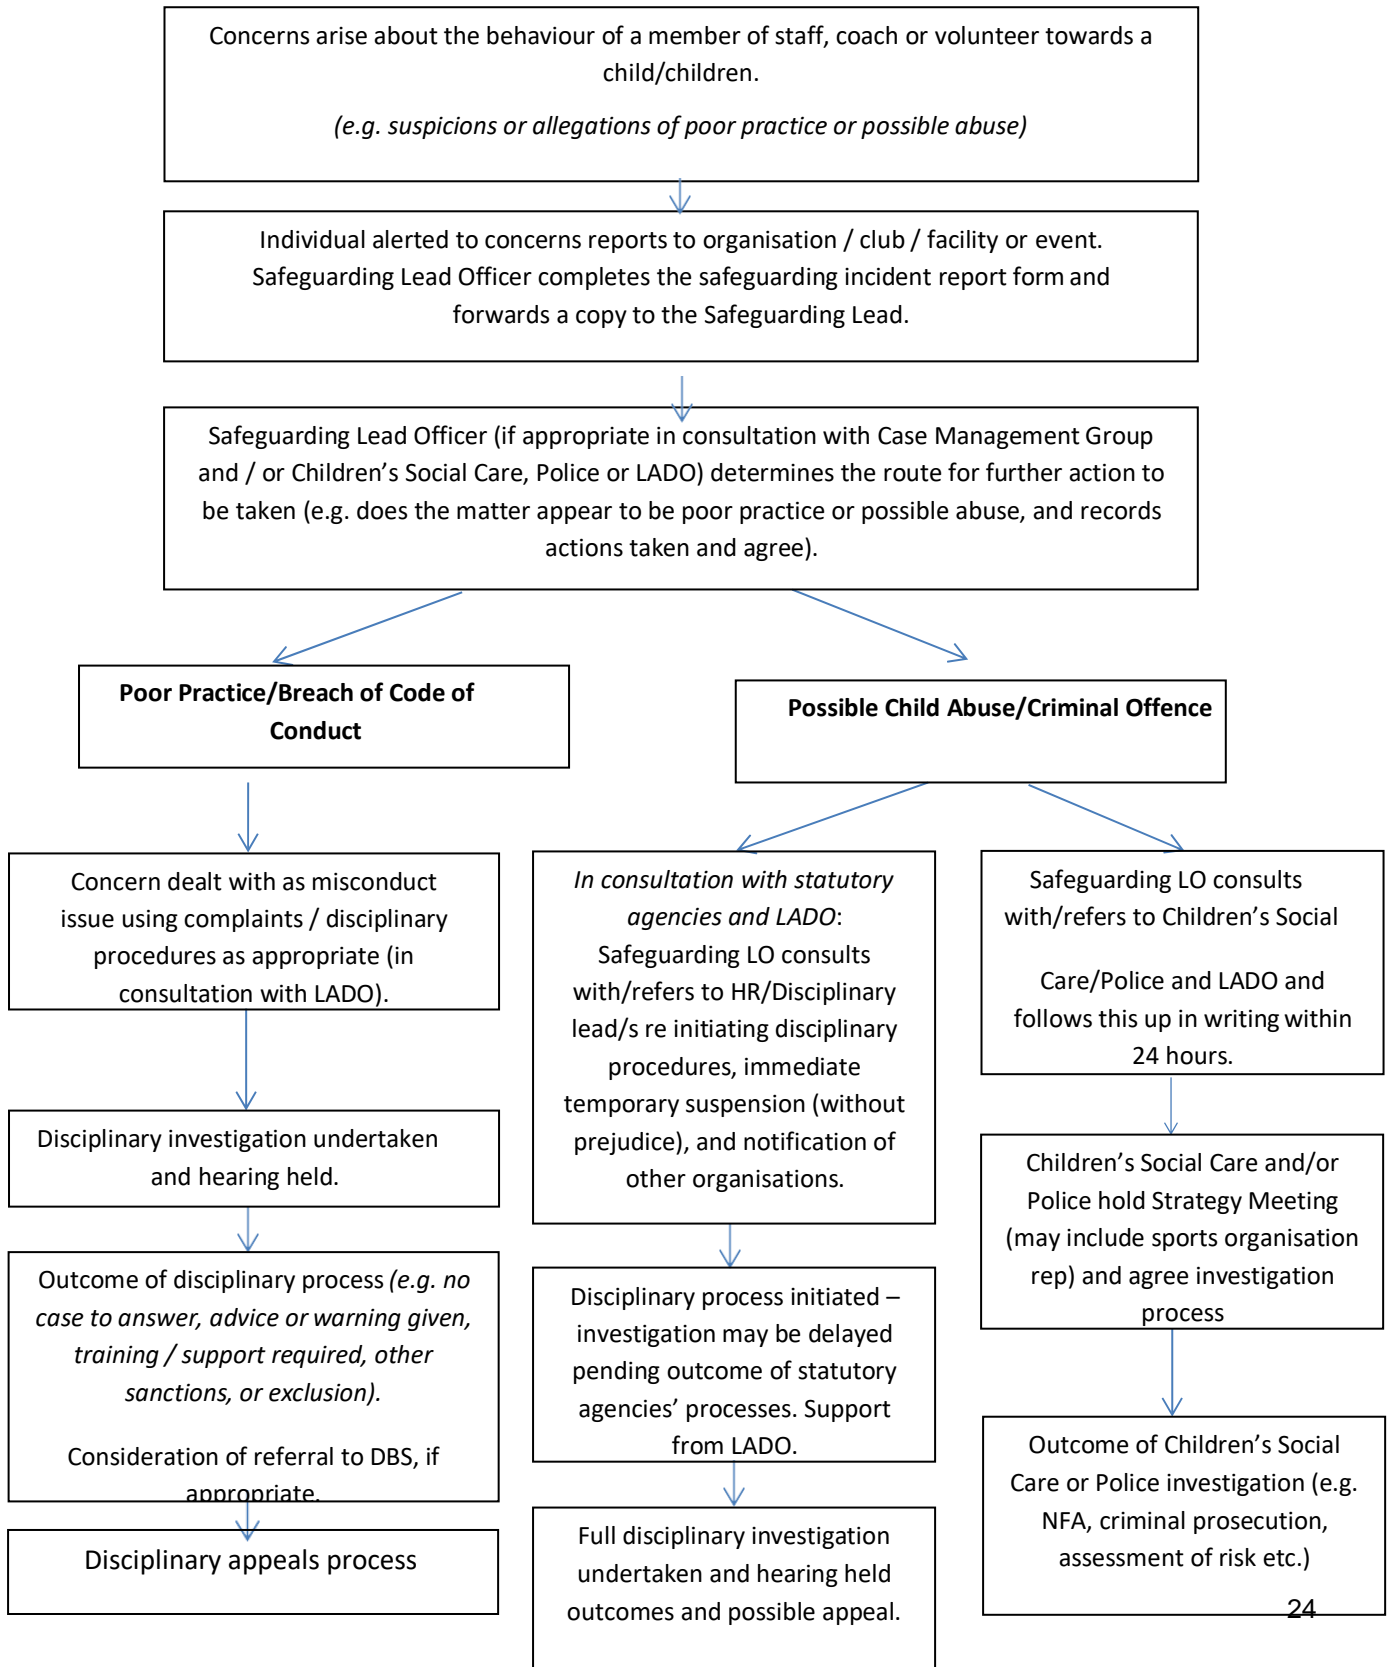 Concerns arise about the behaviour of a member of staff, coach or volunteer towards a
child/children.
(e.g. suspicions or allegations of poor practice or possible abuse)
Individual alerted to concerns reports to organisation / club / facility or event.
Safeguarding Lead Officer completes the safeguarding incident report form and
forwards a copy to the Safeguarding Lead.
Safeguarding Lead Officer (if appropriate in consultation with Case Management Group
and / or Children’s Social Care, Police or LADO) determines the route for further action to
be taken (e.g. does the matter appear to be poor practice or possible abuse, and records
actions taken and agree).
Poor Practice/Breach of Code of
Conduct
Possible Child Abuse/Criminal Offence
Concern dealt with as misconduct
issue using complaints / disciplinary
procedures as appropriate (in
consultation with LADO).
Disciplinary investigation undertaken
and hearing held.
Outcome of disciplinary process (e.g. no
case to answer, advice or warning given,
training / support required, other
sanctions, or exclusion).
Consideration of referral to DBS, if
appropriate.
Disciplinary appeals process
In consultation with statutory
agencies and LADO:
Safeguarding LO consults
with/refers to HR/Disciplinary
lead/s re initiating disciplinary
procedures, immediate
temporary suspension (without
prejudice), and notification of
other organisations.
Disciplinary process initiated –
investigation may be delayed
pending outcome of statutory
agencies’ processes. Support
from LADO.
Full disciplinary investigation
undertaken and hearing held
outcomes and possible appeal.
Safeguarding LO consults
with/refers to Children’s Social
Care/Police and LADO and
follows this up in writing within
24 hours.
Children’s Social Care and/or
Police hold Strategy Meeting
(may include sports organisation
rep) and agree investigation
process
Outcome of Children’s Social
Care or Police investigation (e.g.
NFA, criminal prosecution,
assessment of risk etc.)
24